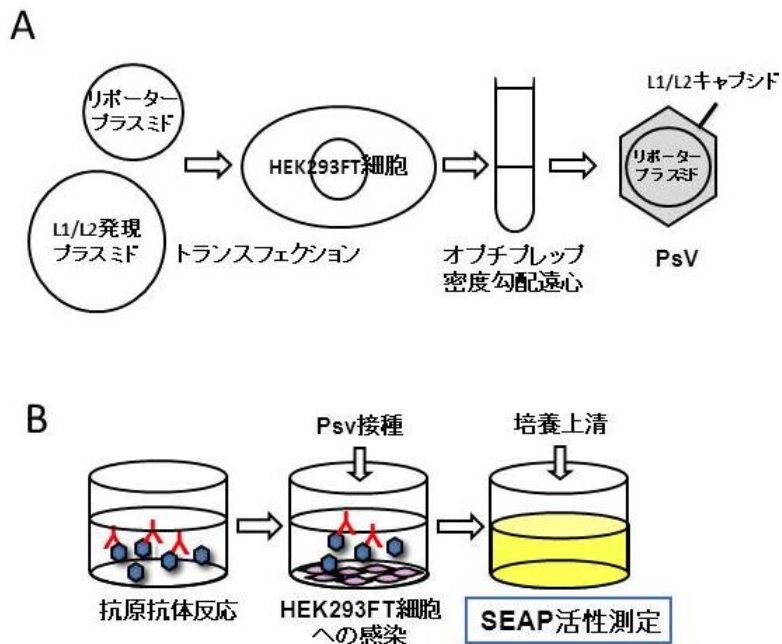 A
リポーター
プラスミド
L1/L2発現
プラスミド
トランスフェクション
HEK293FT細胞
オプチプレップ
密度勾配遠心
L1/L2キャプシド
リポーター
プラスミド
PsV
B
抗原抗体反応
Psv接種
HEK293FT細胞
への感染
培養上清
SEAP活性測定